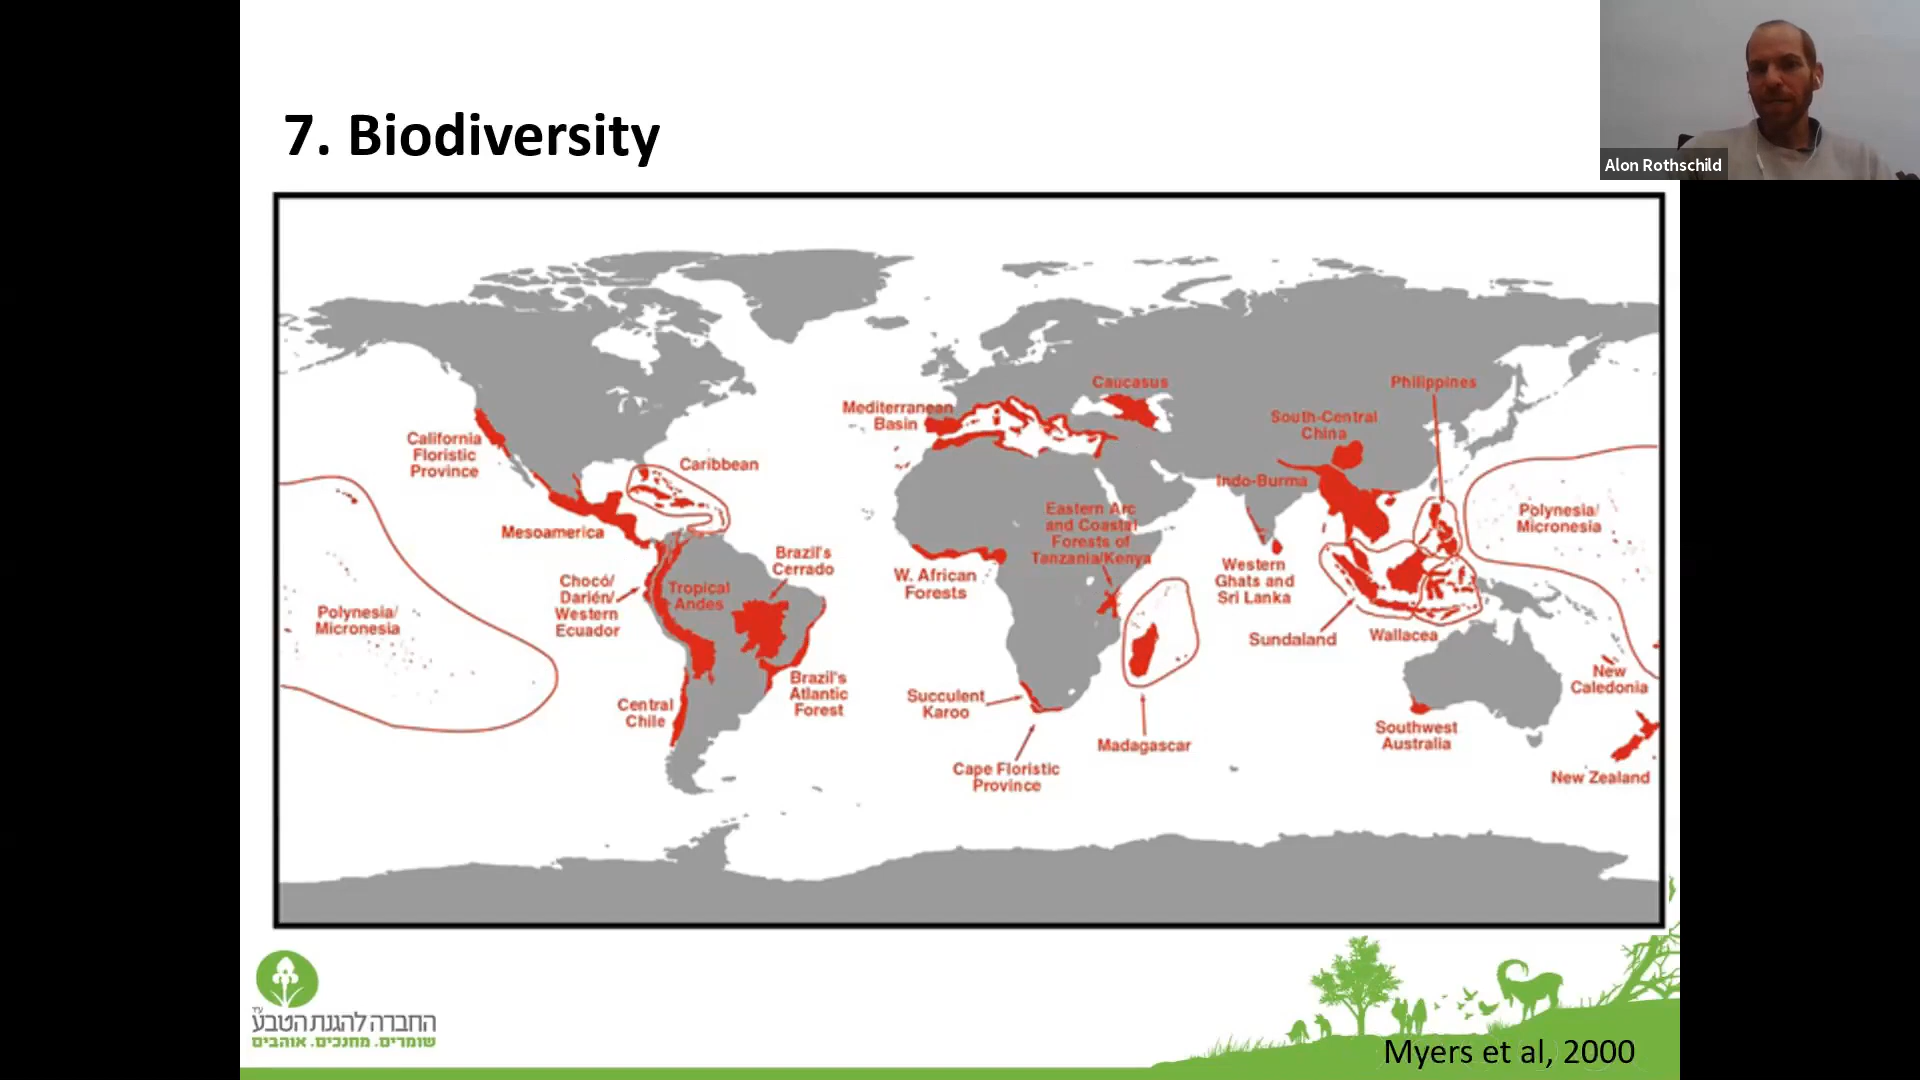 Alon Rothschild
7. Biodiversity
Caucasus
Philippines
Mediterranean
Basin
South-Central
China
California
Floristic
Province
Caribbean
Indo-Burma
Eastern Arc
and Coastal
Forests of
Tanzania/Kenya
Polynesia/
Micronesia
Mesoamerica
Brazil's
Cerrado
W. African
Forests
Western
Ghats and
Sri Lanka
Chocó/
Darién/
Western
Ecuador
Tropical
Andes
Polynesia/
Micronesia
Sundaland
Wallacea
New
Caledonia
Brazil's
Atlantic
Forest
Central
Chile
Succulent
Karoo
Southwest
Australia
Madagascar
Cape Floristic
Province
New Zealand
החברה להגנת הטבע
שומרים. מחנכים. אוהבים
Myers et al, 2000